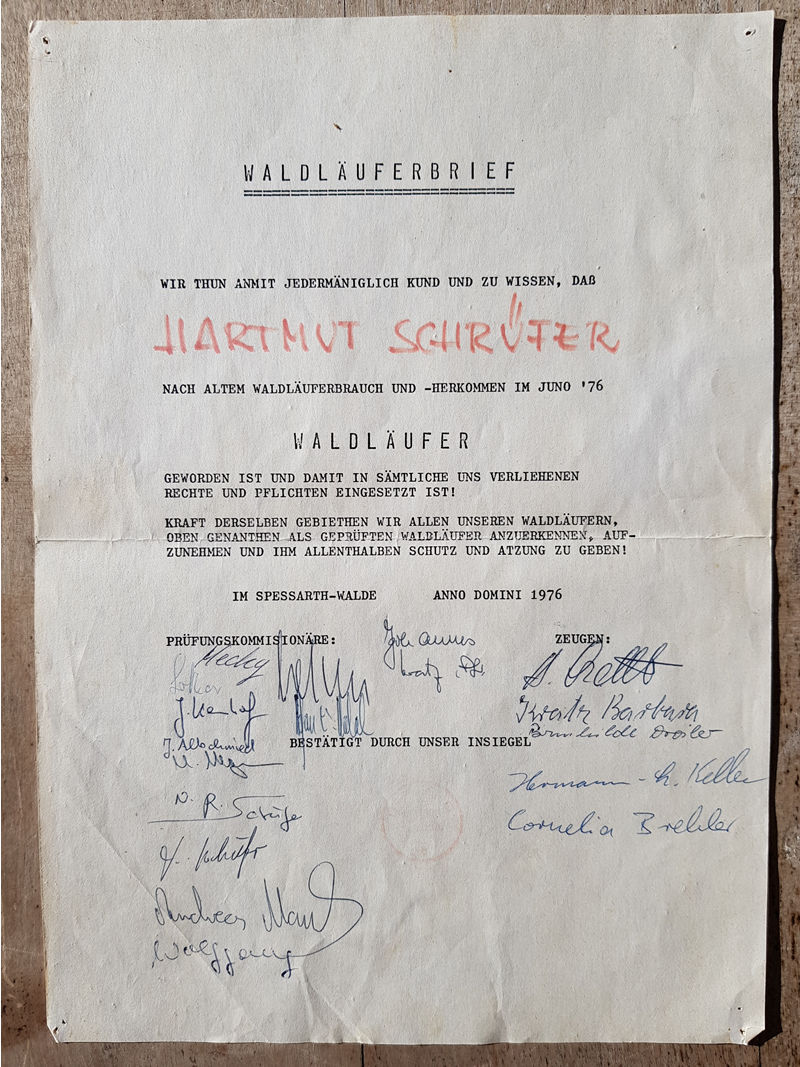 WALDLÄUFERBRIEF
WIR THUN ANMIT JEDERMÄNIGLICH KUND UND ZU WISSEN, DAß
HARTMUT SCHRÜFER
NACH ALTEM WALDLÄUFERBRAUCH UND -HERKOMMEN IM JUNO '76
WALDLÄUFER
GEWORDEN IST UND DAMIT IN SÄMTLICHE UNS VERLIEHENEN
RECHTE UND PFLICHTEN EINGESETZT IST!
KRAFT DERSELBEN GEBIETHEN WIR ALLEN UNSEREN WALDLÄUFERN,
OBEN GENANTHEN ALS GEPRÜFTEN WALDLÄUFER ANZUERKENNEN, AUF-
ZUNEHMEN UND IHM ALLENTHALBEN SCHUTZ UND ATZUNG ZU GEBEN!
IM SPESSARTH-WALDE ANNO DOMINI 1976
PRÜFUNGSKOMMISIONÄRE: Johannes ZEUGEN:
Kratz Barbara
Brunhilde
BESTÄTIGT DURCH UNSER INSIEGEL
Hermann Keller
Cornelia
Andreas
Wolfgang